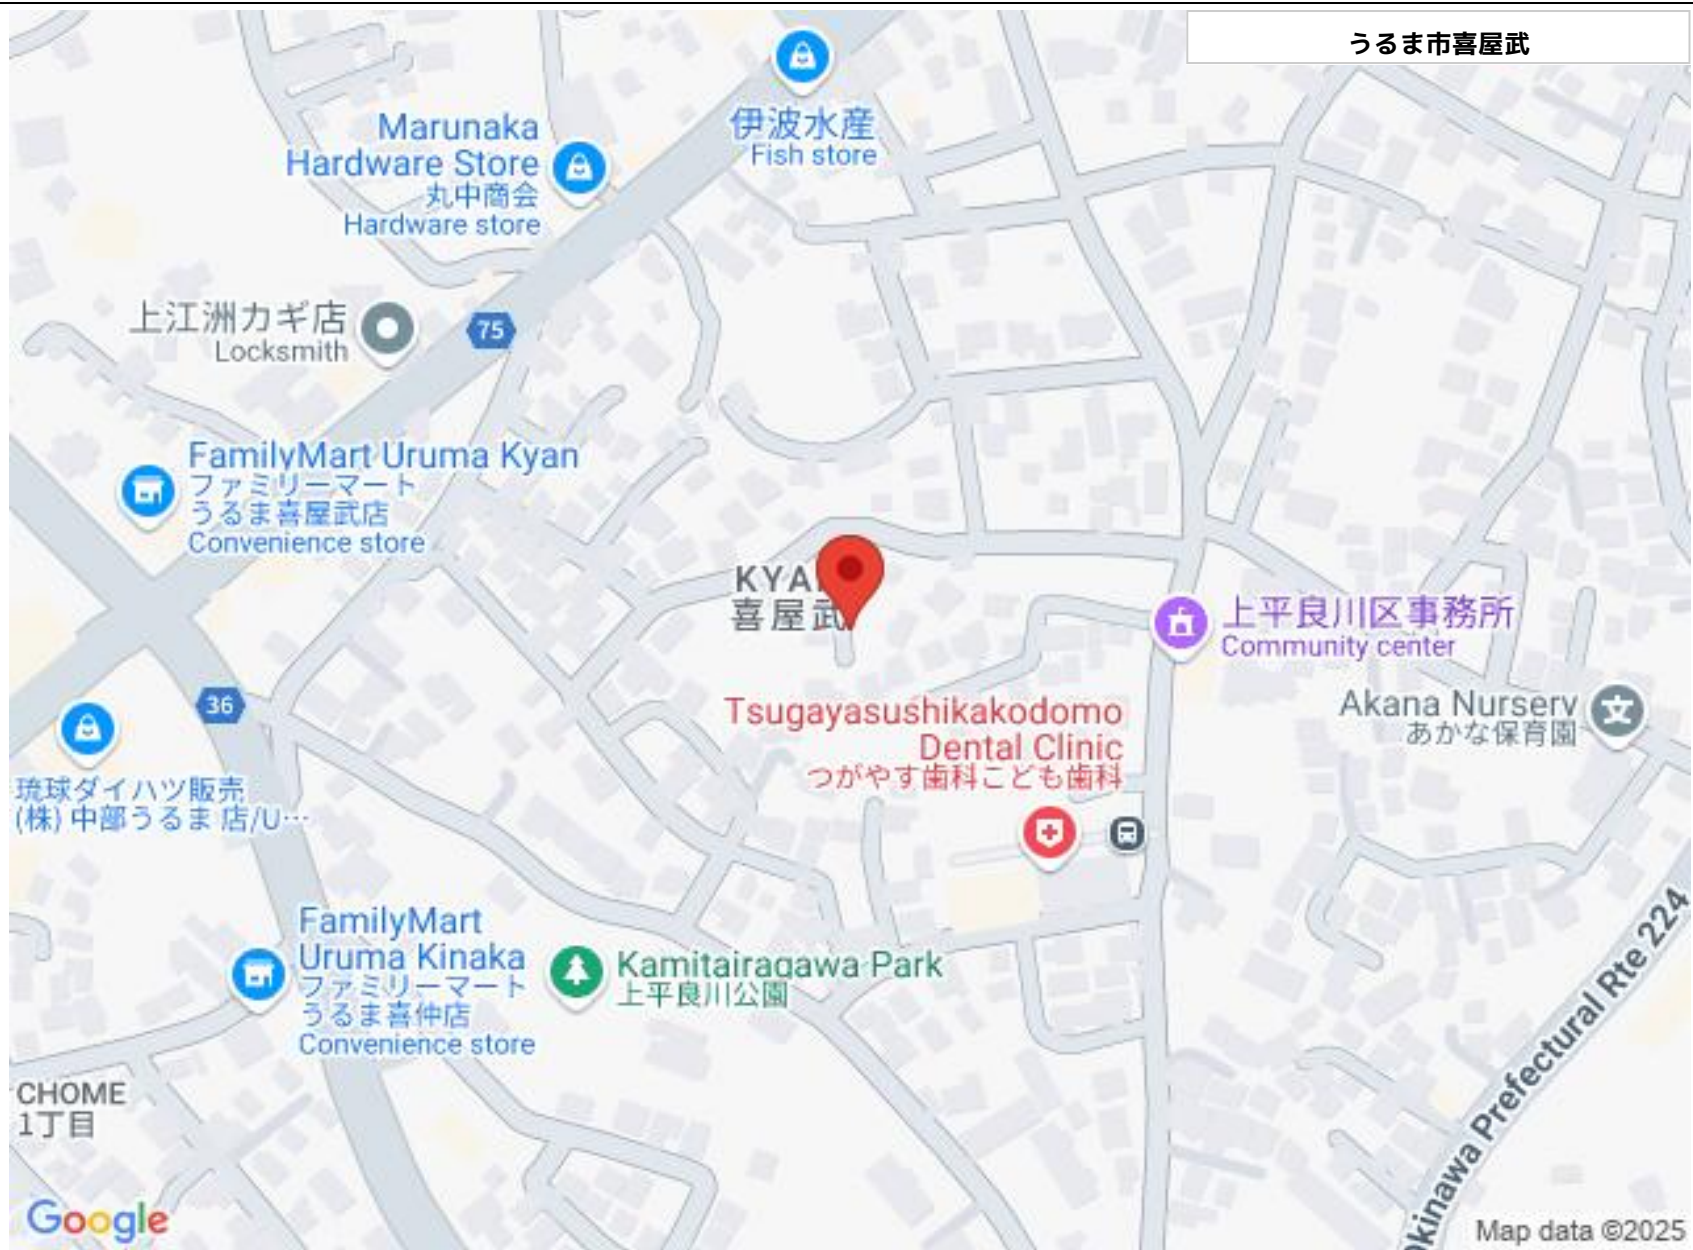 うるま市喜屋武
伊波水産
Fish store
Marunaka
Hardware Store
丸中商会
Hardware store
上江洲カギ店
Locksmith
75
FamilyMart Uruma Kyan
ファミリーマート
うるま喜屋武店
Convenience store
喜屋武
上平良川区事務所
Community center
36
Akana Nurserv
あかな保育園
Tsugayasushikakodomo
Dental Clinic
つがやす歯科こども歯科
琉球ダイハツ販売
(株) 中部うるま 店/U…
FamilyMart
Uruma Kinaka
ファミリーマート
うるま喜仲店
Convenience store
Kamitairagawa Park
上平良川公園
Prefectural Rte 224
CHOME
1丁目
Google
Map data ©2025